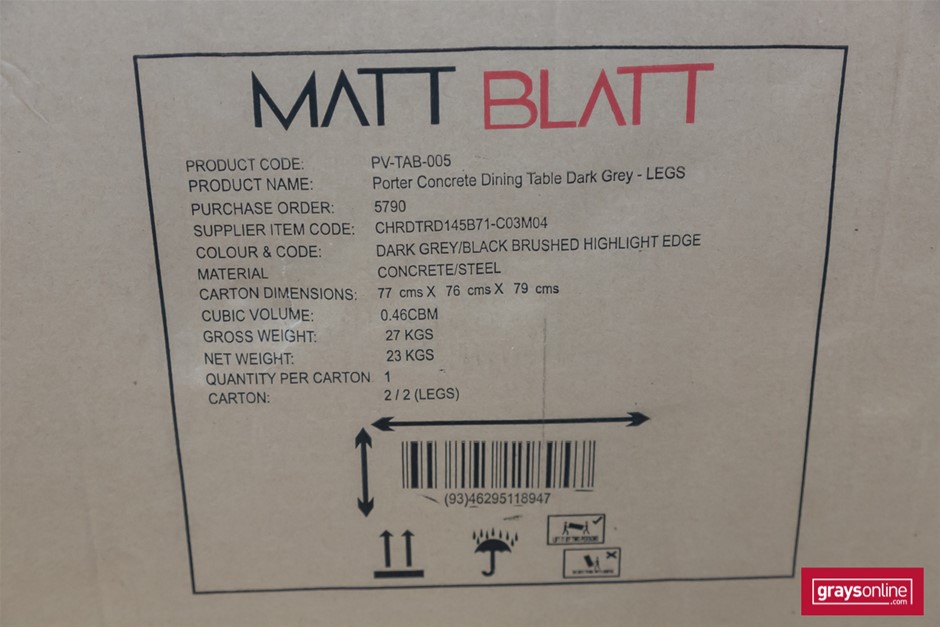 MATT BLATT
PRODUCT CODE: PV-TAB-005
PRODUCT NAME: Porter Concrete Dining Table Dark Grey - LEGS
PURCHASE ORDER: 5790
SUPPLIER ITEM CODE: CHRDTRD145B71-C03M04
COLOUR & CODE: DARK GREY/BLACK BRUSHED HIGHLIGHT EDGE
MATERIAL CONCRETE/STEEL
CARTON DIMENSIONS: 77 cms X 76 cms X 79 cms
CUBIC VOLUME: 0.46CBM
GROSS WEIGHT: 27 KGS
NET WEIGHT: 23 KGS
QUANTITY PER CARTON 1
CARTON: 2 / 2 (LEGS)
(93)46295118947
graysonline
.com